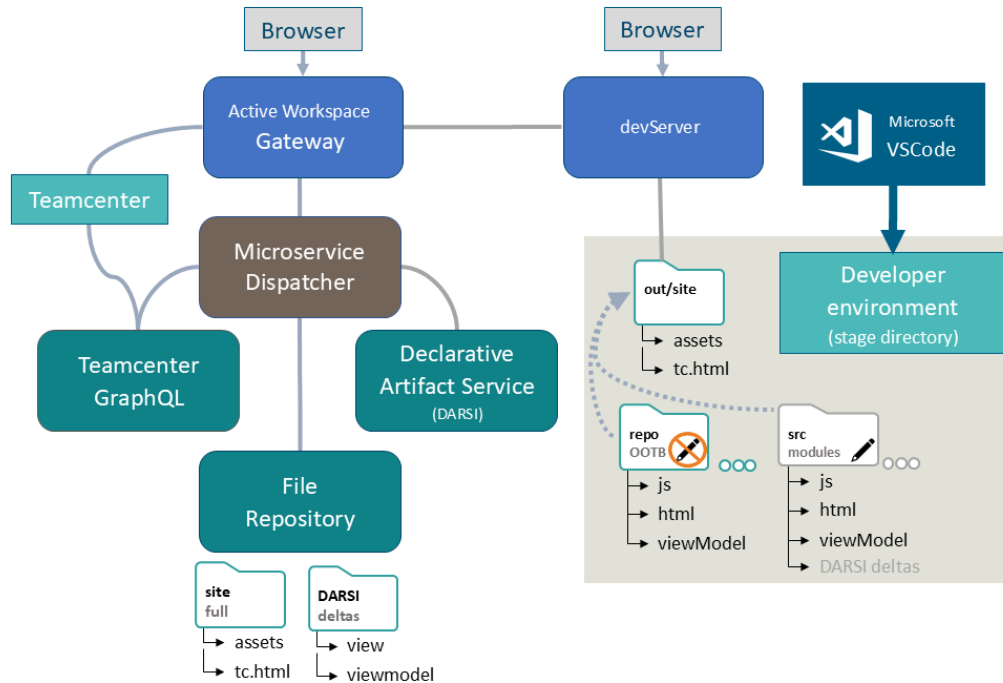 Browser
Browser
Active Workspace
Gateway
devServer
Microsoft
VSCode
Teamcenter
Microservice
Dispatcher
out/site
assets
tc.html
Developer
environment
(stage directory)
Teamcenter
GraphQL
Declarative
Artifact Service
(DARSI)
repo
OOTB
js
html
viewModel
src
modules
js
html
viewModel
DARSI deltas
File
Repository
site
full
assets
tc.html
DARSI
deltas
view
viewmodel